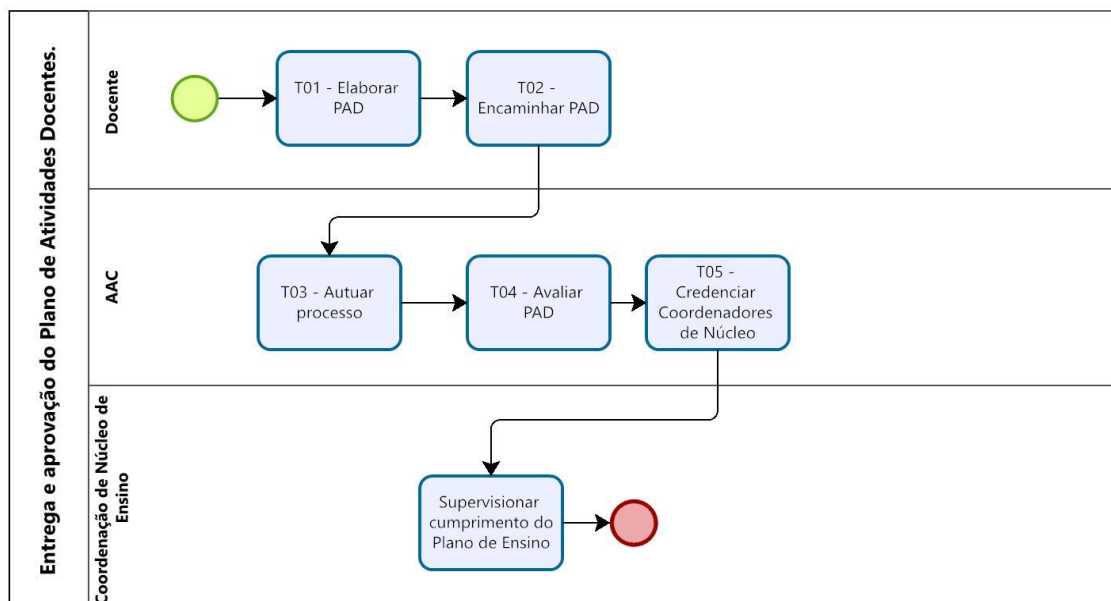 Entrega e aprovação do Plano de Atividades Docentes.
Docente
T01 - Elaborar
PAD
T02 -
Encaminhar PAD
AAC
T03 - Autuar
processo
T04 - Avaliar
PAD
T05 -
Credenciar
Coordenadores
de Núcleo
Coordenação de Núcleo de
Ensino
Supervisionar
cumprimento do
Plano de Ensino